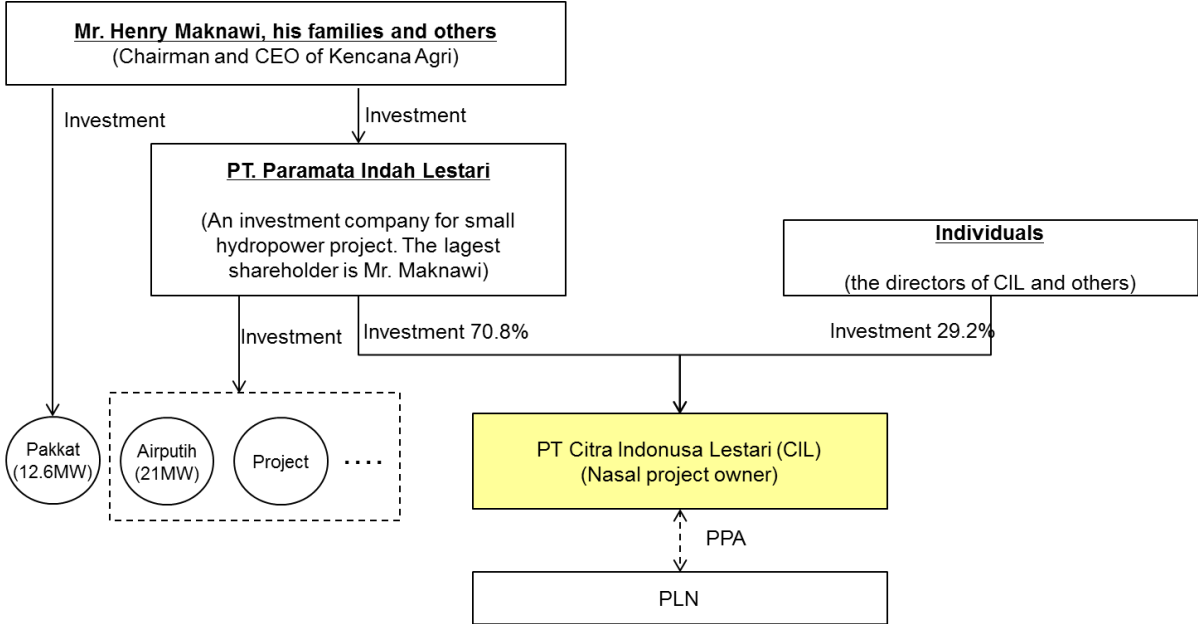 Mr. Henry Maknawi, his families and others
(Chairman and CEO of Kencana Agri)
Investment
Investment
PT. Paramata Indah Lestari
(An investment company for small
hydropower project. The lagest
shareholder is Mr. Maknawi)
Individuals
(the directors of CIL and others)
Investment
Investment 70.8%
Investment 29.2%
Pakkat
(12.6MW)
Airputih
(21MW)
Project
....
PT Citra Indonusa Lestari (CIL)
(Nasal project owner)
PPA
PLN